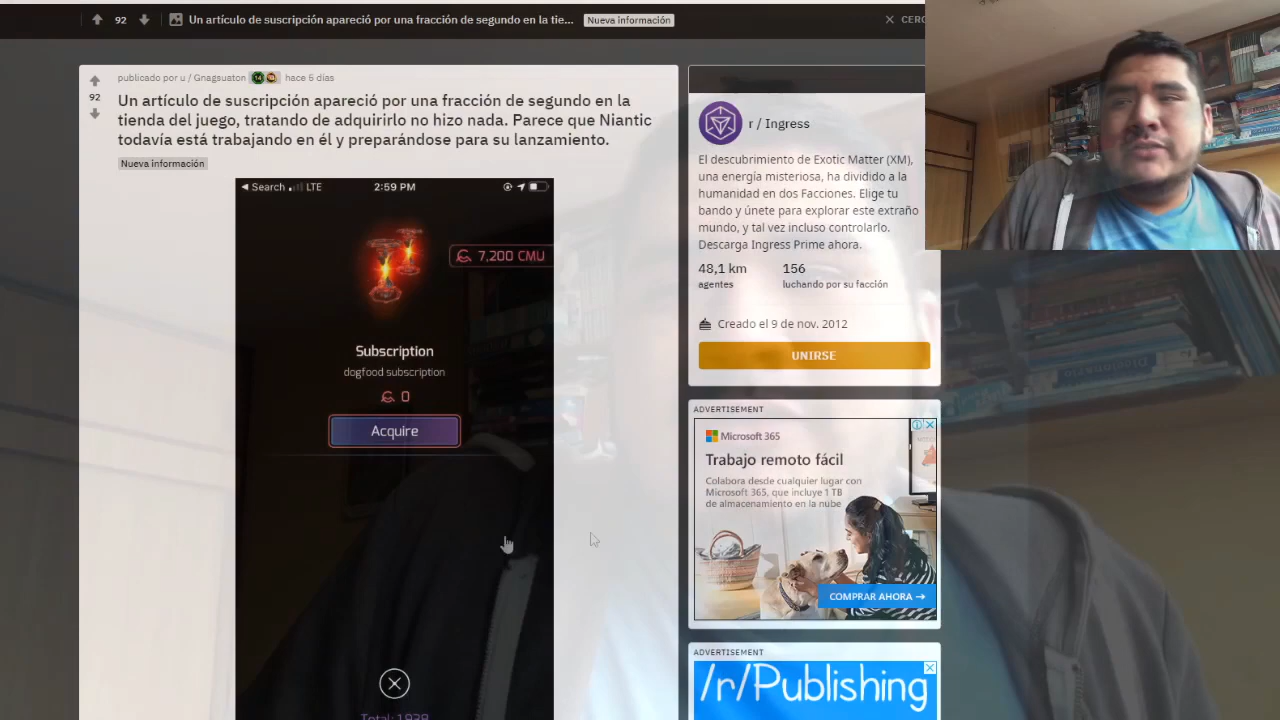 92
Un artículo de suscripción apareció por una fracción de segundo en la tie...
Nueva información
CERC
publicado por u / Gnagsuaton
14
hace 5 días
92
Un artículo de suscripción apareció por una fracción de segundo en la
tienda del juego, tratando de adquirirlo no hizo nada. Parece que Niantic
todavía está trabajando en él y preparándose para su lanzamiento.
Nueva información
Search
LTE
2:59 PM
7,200 CMU
Subscription
dogfood subscription
0
Acquire
Total: 1,938
r / Ingress
El descubrimiento de Exotic Matter (XM),
una energía misteriosa, ha dividido a la
humanidad en dos Facciones. Elige tu
bando y únete para explorar este extraño
mundo, y tal vez incluso controlarlo.
Descarga Ingress Prime ahora.
48,1 km
156
agentes
luchando por su facción
Creado el 9 de nov. 2012
UNIRSE
ADVERTISEMENT
Microsoft 365
Trabajo remoto fácil
Colabora desde cualquier lugar con
Microsoft 365, que incluye 1 TB
de almacenamiento en la nube
COMPRAR AHORA →
ADVERTISEMENT
/r/Publishing